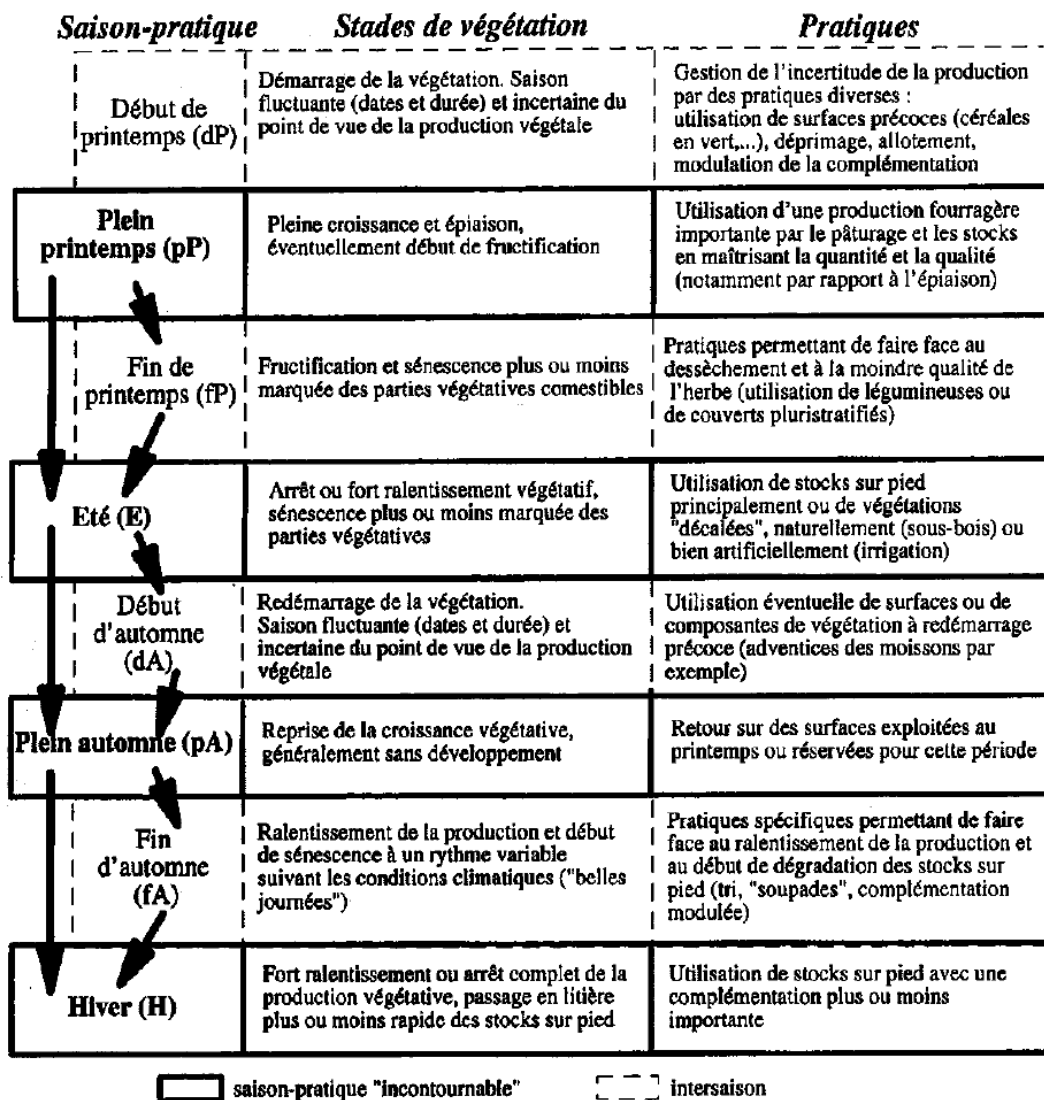 Saison-pratique
Stades de végétation
Pratiques
Début de
printemps (dP)
Démarrage de la végétation. Saison
fluctuante (dates et durée) et incertaine du
point de vue de la production végétale
Gestion de l'incertitude de la production
par des pratiques diverses :
utilisation de surfaces précoces (céréales
en vert,...), déprimage, allotement,
modulation de la complémentation
Plein
printemps (pP)
Pleine croissance et épiaison,
éventuellement début de fructification
Utilisation d'une production fourragère
importante par le pâturage et les stocks
en maîtrisant la quantité et la qualité
(notamment par rapport à l'épiaison)
Fin de
printemps (fP)
Fructification et sénescence plus ou moins
marquée des parties végétatives comestibles
Pratiques permettant de faire face au
dessèchement et à la moindre qualité de
l'herbe (utilisation de légumineuses ou
de couverts pluristratifiés)
Eté (E)
Arrêt ou fort ralentissement végétatif,
sénescence plus ou moins marquée des
parties végétatives
Utilisation de stocks sur pied
principalement ou de végétations
"décalées", naturellement (sous-bois) ou
bien artificiellement (irrigation)
Début
d'automne
(dA)
Redémarrage de la végétation.
Saison fluctuante (dates et durée) et
incertaine du point de vue de la production
végétale
Utilisation éventuelle de surfaces ou de
composantes de végétation à redémarrage
précoce (adventices des moissons par
exemple)
Plein automne (pA)
Reprise de la croissance végétative,
généralement sans développement
Retour sur des surfaces exploitées au
printemps ou réservées pour cette période
Fin
d'automne
(fA)
Ralentissement de la production et début
de sénescence à un rythme variable
suivant les conditions climatiques ("belles
journées")
Pratiques spécifiques permettant de faire
face au ralentissement de la production et
au début de dégradation des stocks sur
pied (tri, "soupades", complémentation
modulée)
Hiver (H)
Fort ralentissement ou arrêt complet de la
production végétative, passage en litière
plus ou moins rapide des stocks sur pied
Utilisation de stocks sur pied avec une
complémentation plus ou moins
importante
saison-pratique "incontournable"
intersaison